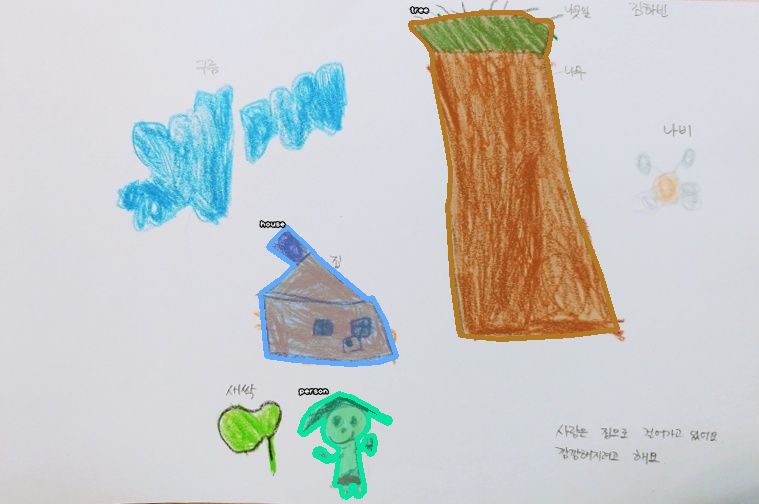 tree
나뭇잎
김하빈
구름
나무
나비
house
집
새싹
person
사람은 집으로 걸어가고 있어요
깜깜해지려고 해요